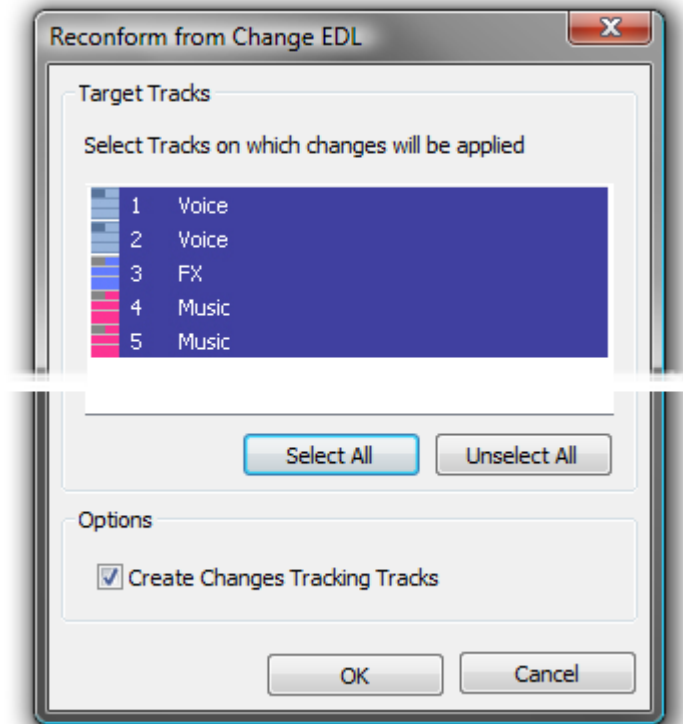 Reconform from Change EDL
Target Tracks
Select Tracks on which changes will be applied
1 Voice
2 Voice
3 FX
4 Music
5 Music
Select All Unselect All
Options
Create Changes Tracking Tracks
OK Cancel